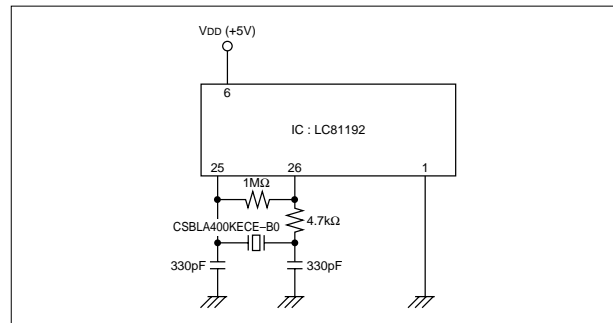 VDD (+5V)
6
IC : LC81192
25 26 1
1MΩ
4.7kΩ
CSBLA400KECE–B0
330pF 330pF